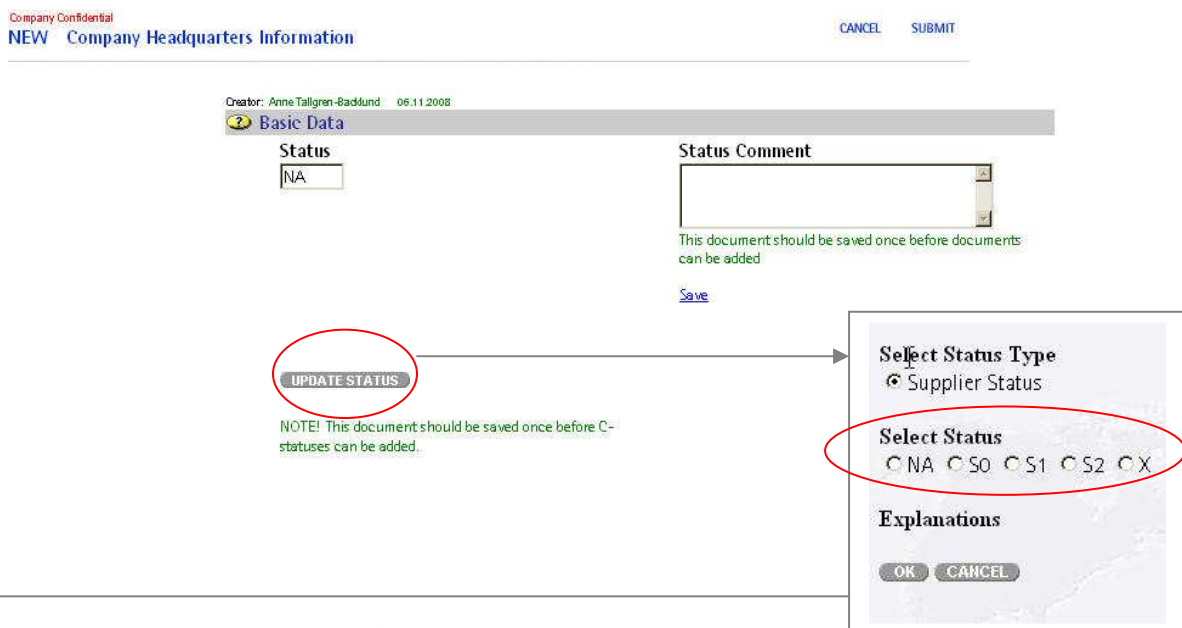 Company Confidential
NEW Company Headquarters Information
CANCEL SUBMIT
Creator: Anne Tallgren-Backlund 06.11.2008
? Basic Data
Status
NA
Status Comment
This document should be saved once before documents
can be added
Save
UPDATE STATUS
NOTE! This document should be saved once before C-
statuses can be added.
Select Status Type
Supplier Status
Select Status
NA S0 S1 S2 X
Explanations
OK CANCEL